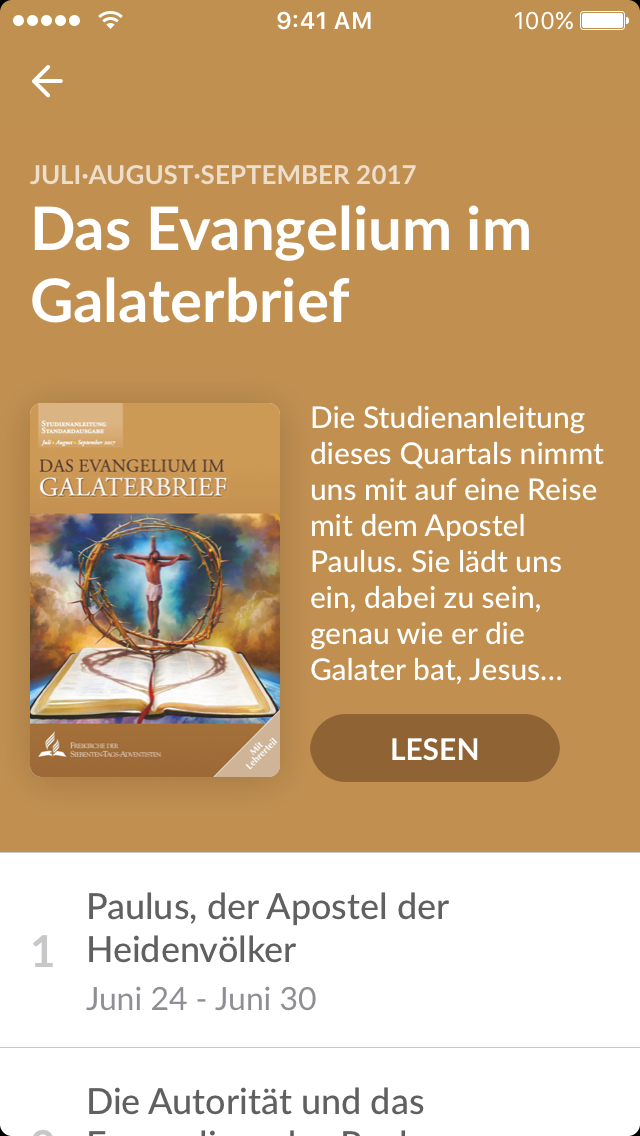 9:41 AM
100%
JULI·AUGUST·SEPTEMBER 2017
Das Evangelium im
Galaterbrief
STUDIENANLEITUNG
STANDARDAUSGABE
Juli · August · September 2017
DAS EVANGELIUM IM
GALATERBRIEF
FREIKIRCHE DER
SIEBENTEN-TAGS-ADVENTISTEN
Mit
Lehrerteil
Die Studienanleitung
dieses Quartals nimmt
uns mit auf eine Reise
mit dem Apostel
Paulus. Sie lädt uns
ein, dabei zu sein,
genau wie er die
Galater bat, Jesus...
LESEN
1
Paulus, der Apostel der
Heidenvölker
Juni 24 - Juni 30
Die Autorität und das